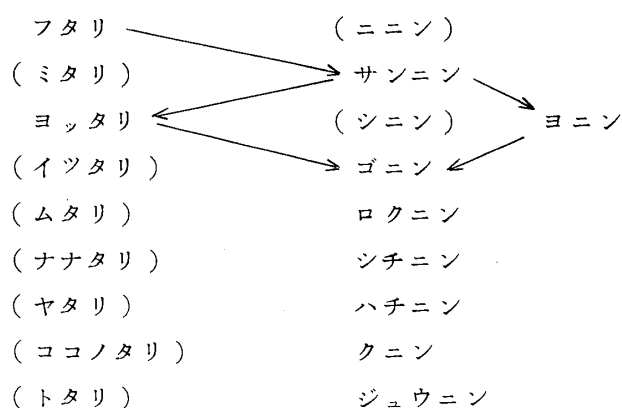 フタリ (ニニン)
(ミタリ) サンニン
ヨッタリ (シニン) ヨニン
(イツタリ) ゴニン
(ムタリ) ロクニン
(ナナタリ) シチニン
(ヤタリ) ハチニン
(ココノタリ) クニン
(トタリ) ジュウニン